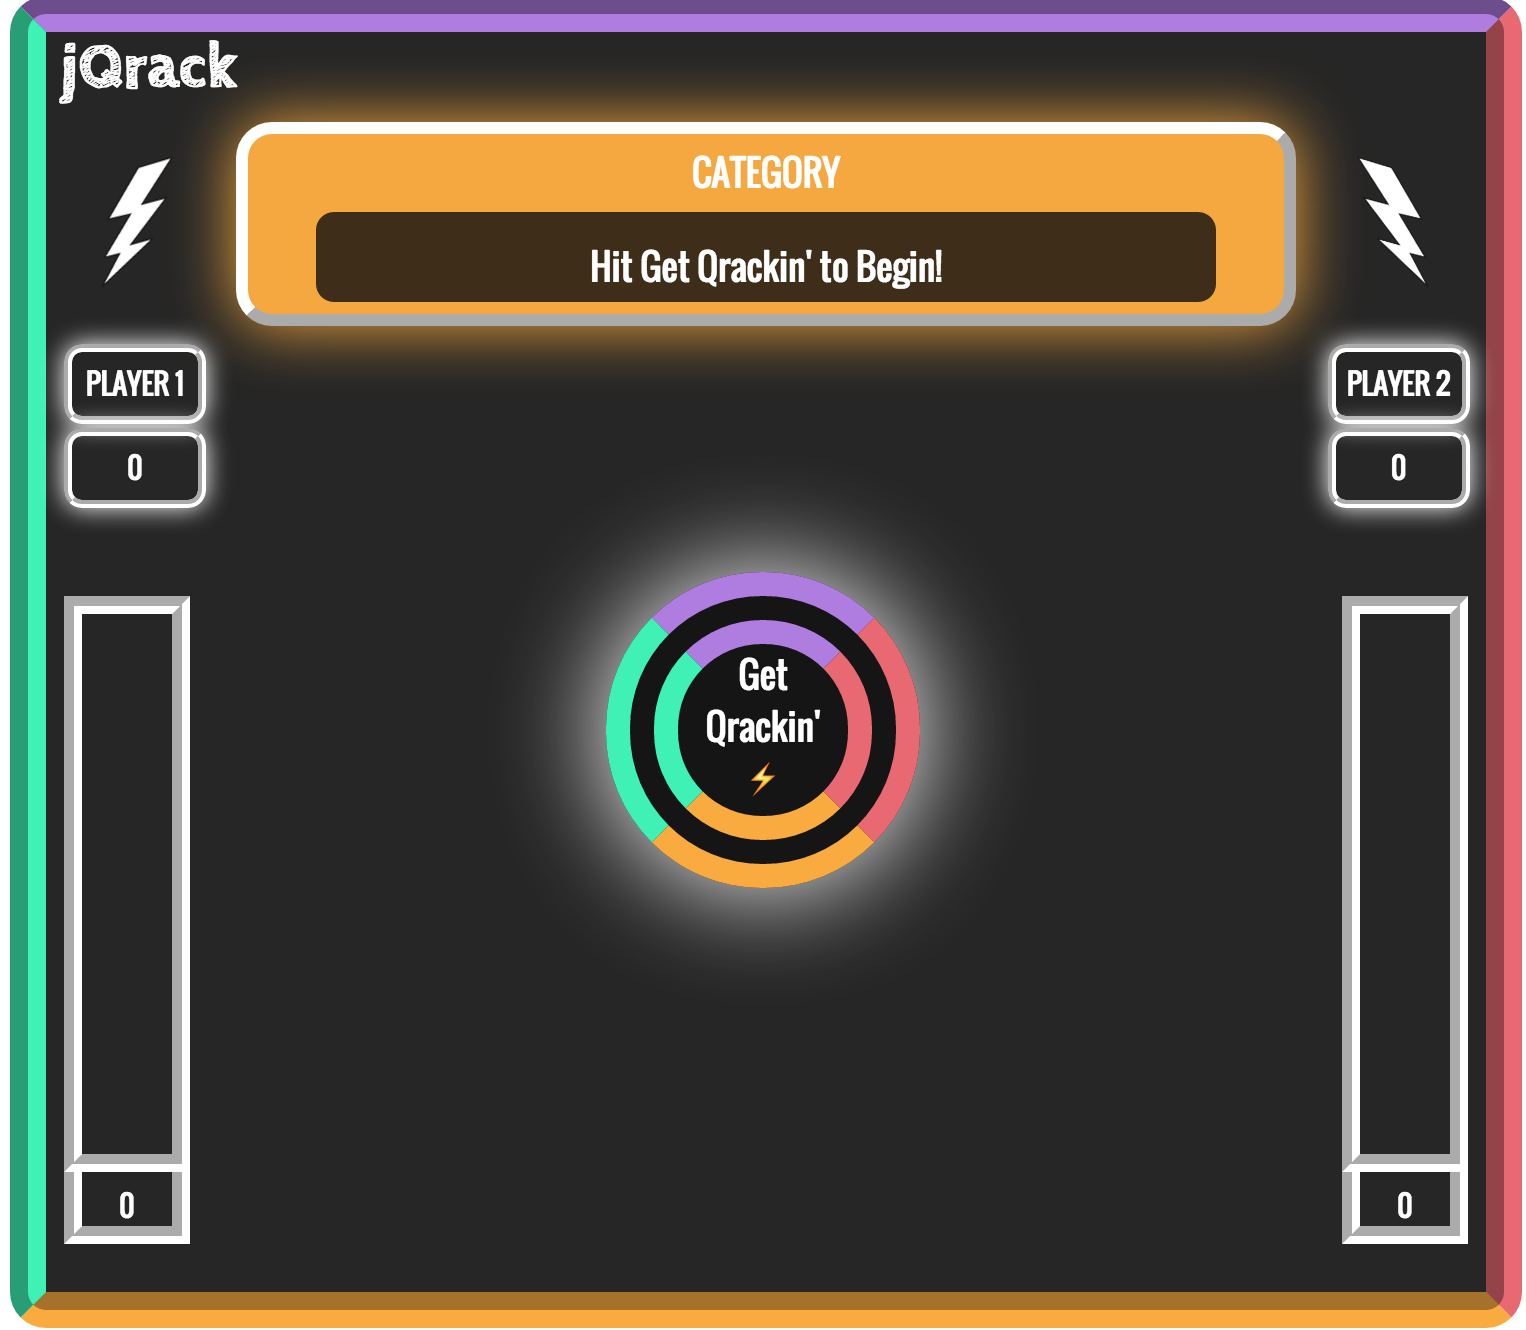 jQrack
CATEGORY
Hit Get Qrackin' to Begin!
PLAYER 1
0
PLAYER 2
0
Get
Qrackin'
⚡
0
0